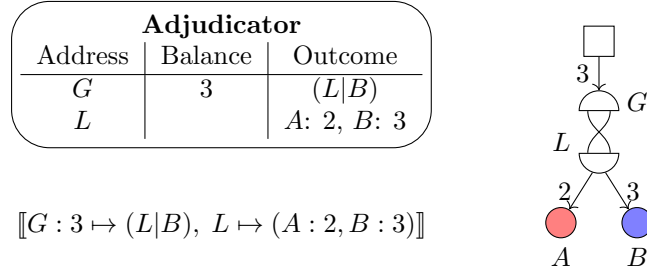 Adjudicator
Address Balance Outcome
G 3 (L|B)
L A: 2, B: 3
⟦G : 3 ↦ (L|B), L ↦ (A : 2, B : 3)⟧
3
G
L
2 3
A B